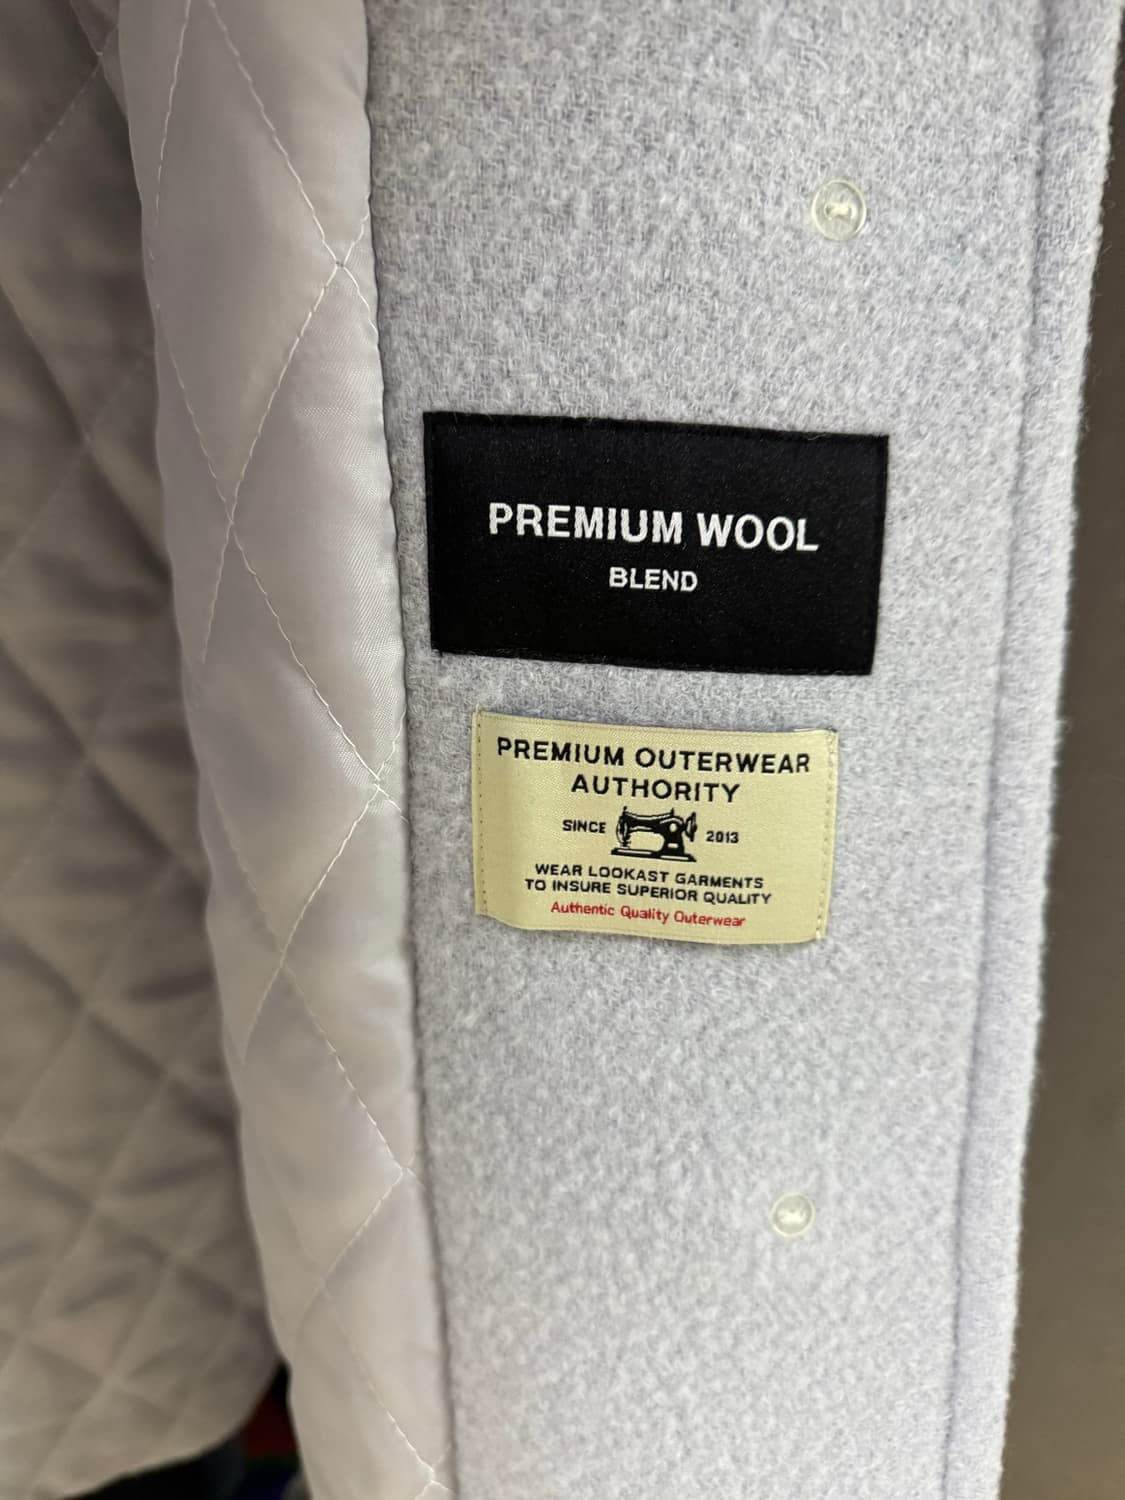 PREMIUM WOOL
BLEND
PREMIUM OUTERWEAR
AUTHORITY
SINCE 2013
WEAR LOOKAST GARMENTS
TO INSURE SUPERIOR QUALITY
Authentic Quality Outerwear